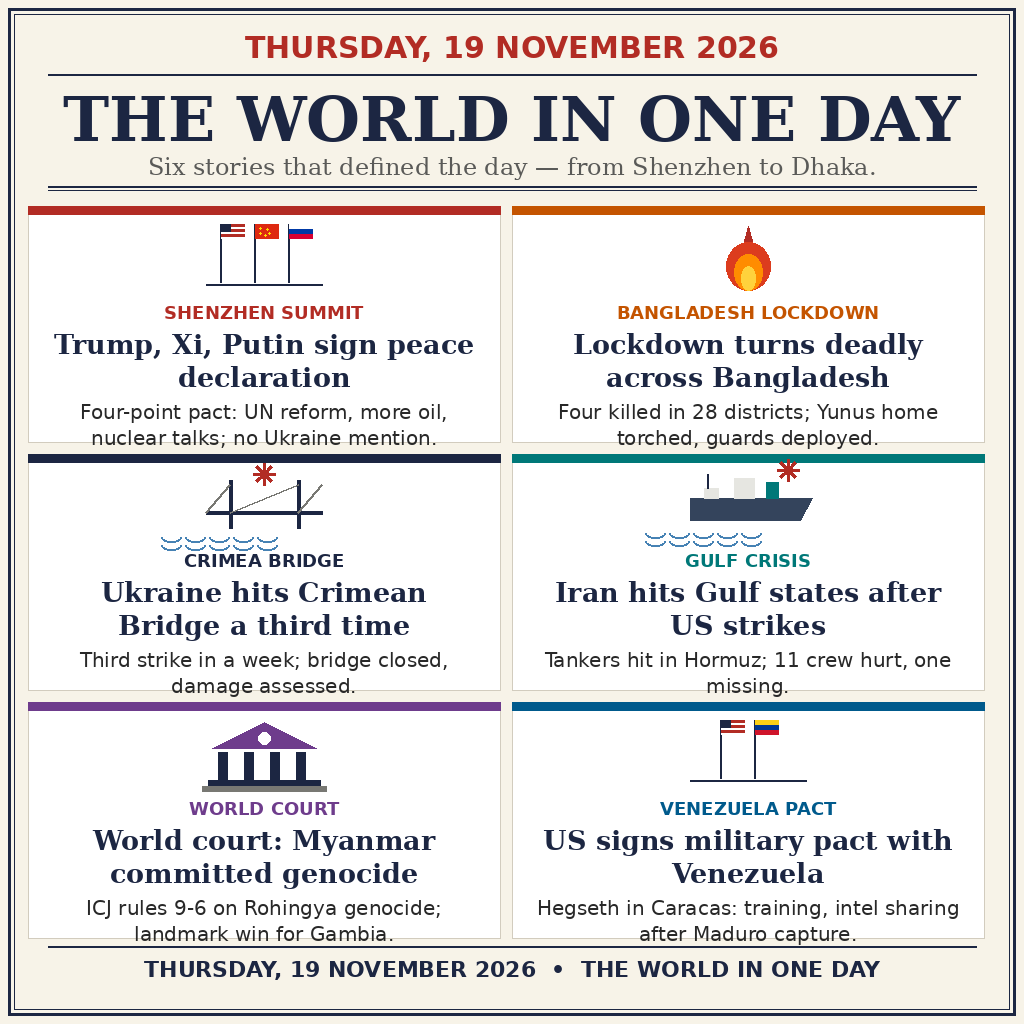 THURSDAY, 19 NOVEMBER 2026
THE WORLD IN ONE DAY
Six stories that defined the day — from Shenzhen to Dhaka.
SHENZHEN SUMMIT
Trump, Xi, Putin sign peace
declaration
Four-point pact: UN reform, more oil,
nuclear talks; no Ukraine mention.
BANGLADESH LOCKDOWN
Lockdown turns deadly
across Bangladesh
Four killed in 28 districts; Yunus home
torched, guards deployed.
CRIMEA BRIDGE
Ukraine hits Crimean
Bridge a third time
Third strike in a week; bridge closed,
damage assessed.
GULF CRISIS
Iran hits Gulf states after
US strikes
Tankers hit in Hormuz; 11 crew hurt, one
missing.
WORLD COURT
World court: Myanmar
committed genocide
ICJ rules 9-6 on Rohingya genocide;
landmark win for Gambia.
VENEZUELA PACT
US signs military pact with
Venezuela
Hegseth in Caracas: training, intel sharing
after Maduro capture.
THURSDAY, 19 NOVEMBER 2026 • THE WORLD IN ONE DAY